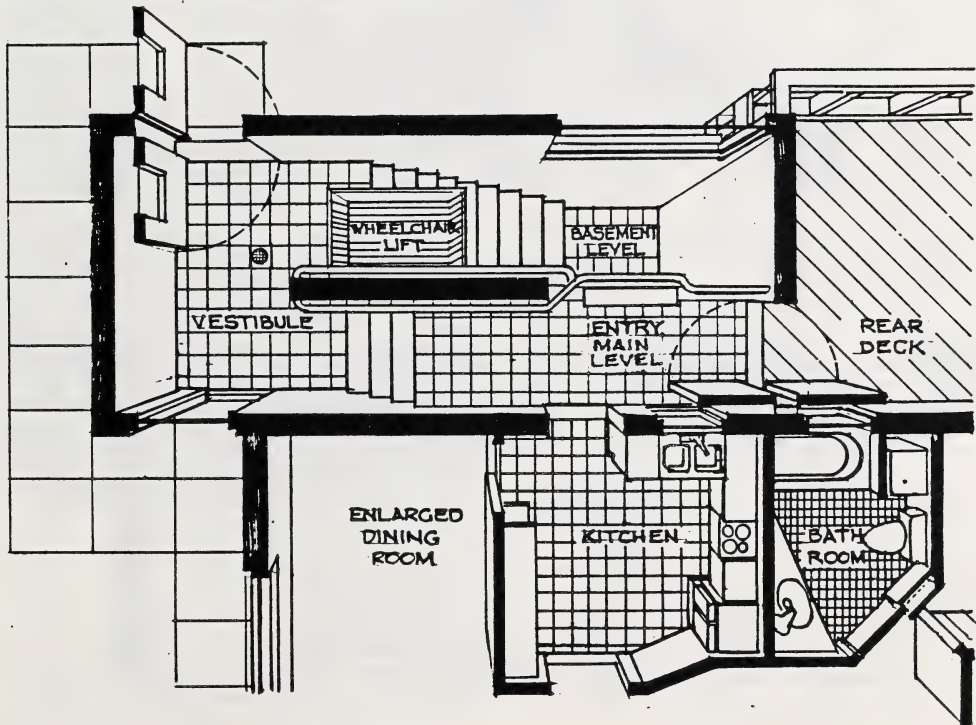 WHEELCHAIR
LIFT
BASEMENT
LEVEL
VESTIBULE
ENTRY
MAIN
LEVEL
REAR
DECK
ENLARGED
DINING
ROOM
KITCHEN
BATH
ROOM